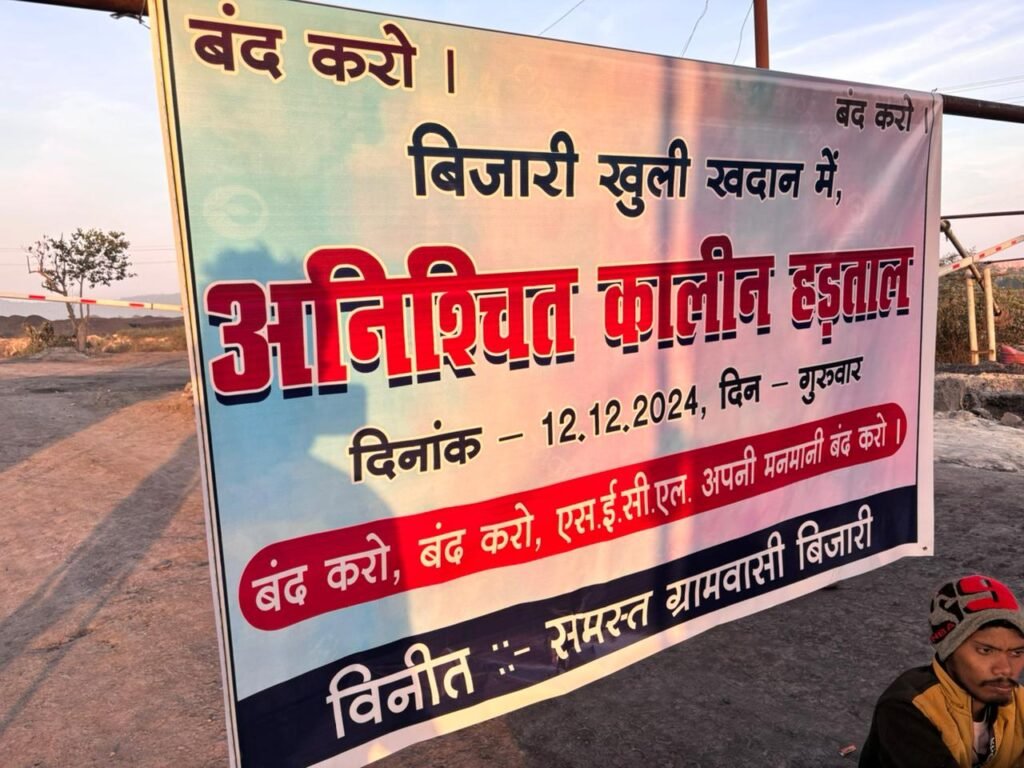 बंद करो ।
बंद करो ।
बिजारी खुली खदान में,
अनिश्चित कालीन हड़ताल
दिनांक – 12.12.2024, दिन – गुरुवार
बंद करो, बंद करो, एस.ई.सी.एल. अपनी मनमानी बंद करो ।
विनीत ::- समस्त ग्रामवासी बिजारी